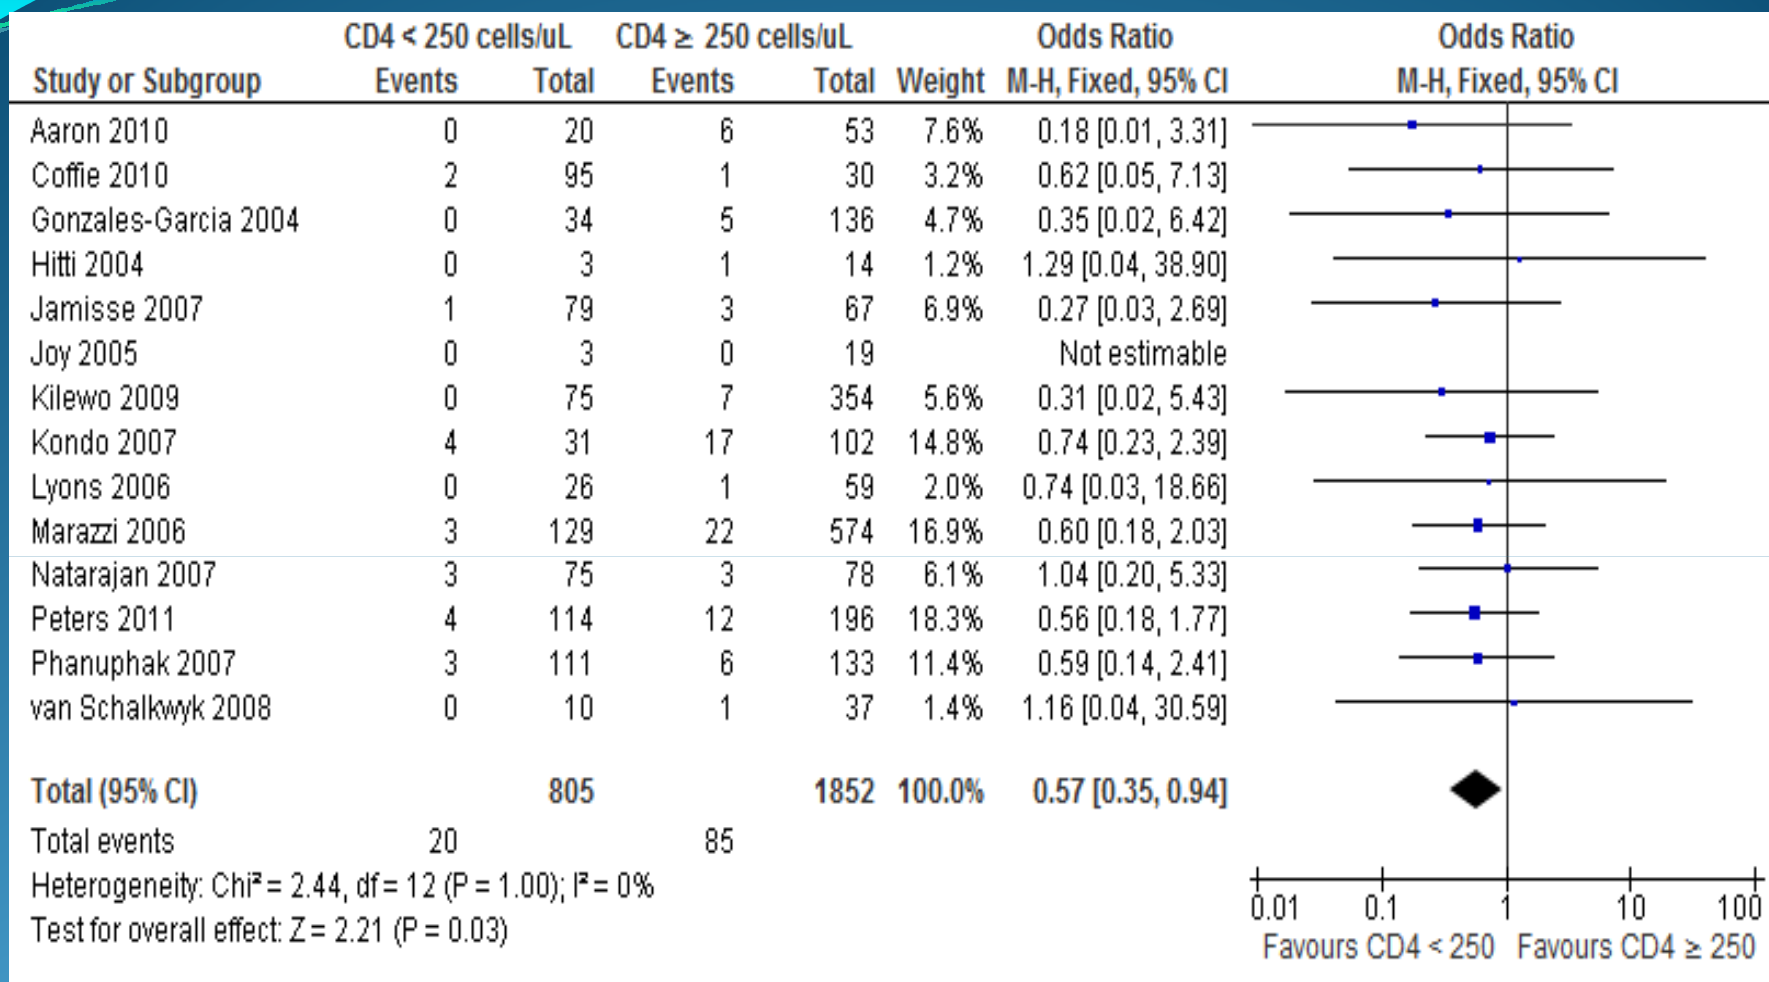 CD4 < 250 cells/uL CD4 ≥ 250 cells/uL Odds Ratio Odds Ratio
Study or Subgroup Events Total Events Total Weight M-H, Fixed, 95% CI M-H, Fixed, 95% CI
Aaron 2010 0 20 6 53 7.6% 0.18 [0.01, 3.31]
Coffie 2010 2 95 1 30 3.2% 0.62 [0.05, 7.13]
Gonzales-Garcia 2004 0 34 5 136 4.7% 0.35 [0.02, 6.42]
Hitti 2004 0 3 1 14 1.2% 1.29 [0.04, 38.90]
Jamisse 2007 1 79 3 67 6.9% 0.27 [0.03, 2.69]
Joy 2005 0 3 0 19 Not estimable
Kilewo 2009 0 75 7 354 5.6% 0.31 [0.02, 5.43]
Kondo 2007 4 31 17 102 14.8% 0.74 [0.23, 2.39]
Lyons 2006 0 26 1 59 2.0% 0.74 [0.03, 18.66]
Marazzi 2006 3 129 22 574 16.9% 0.60 [0.18, 2.03]
Natarajan 2007 3 75 3 78 6.1% 1.04 [0.20, 5.33]
Peters 2011 4 114 12 196 18.3% 0.56 [0.18, 1.77]
Phanuphak 2007 3 111 6 133 11.4% 0.59 [0.14, 2.41]
van Schalkwyk 2008 0 10 1 37 1.4% 1.16 [0.04, 30.59]
Total (95% CI) 805 1852 100.0% 0.57 [0.35, 0.94]
Total events 20 85
Heterogeneity: Chi² = 2.44, df = 12 (P = 1.00); I² = 0%
Test for overall effect: Z = 2.21 (P = 0.03)
0.01 0.1 1 10 100
Favours CD4 < 250 Favours CD4 ≥ 250